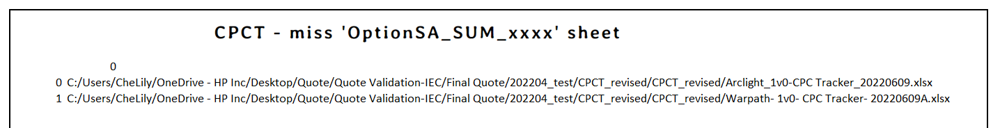 CPCT - miss 'OptionSA_SUM_xxxx' sheet
0
0 C:/Users/CheLily/OneDrive - HP Inc/Desktop/Quote/Quote Validation-IEC/Final Quote/202204_test/CPCT_revised/CPCT_revised/Arclight_1v0-CPC Tracker_20220609.xlsx
1 C:/Users/CheLily/OneDrive - HP Inc/Desktop/Quote/Quote Validation-IEC/Final Quote/202204_test/CPCT_revised/CPCT_revised/Warpath- 1v0- CPC Tracker- 20220609A.xlsx